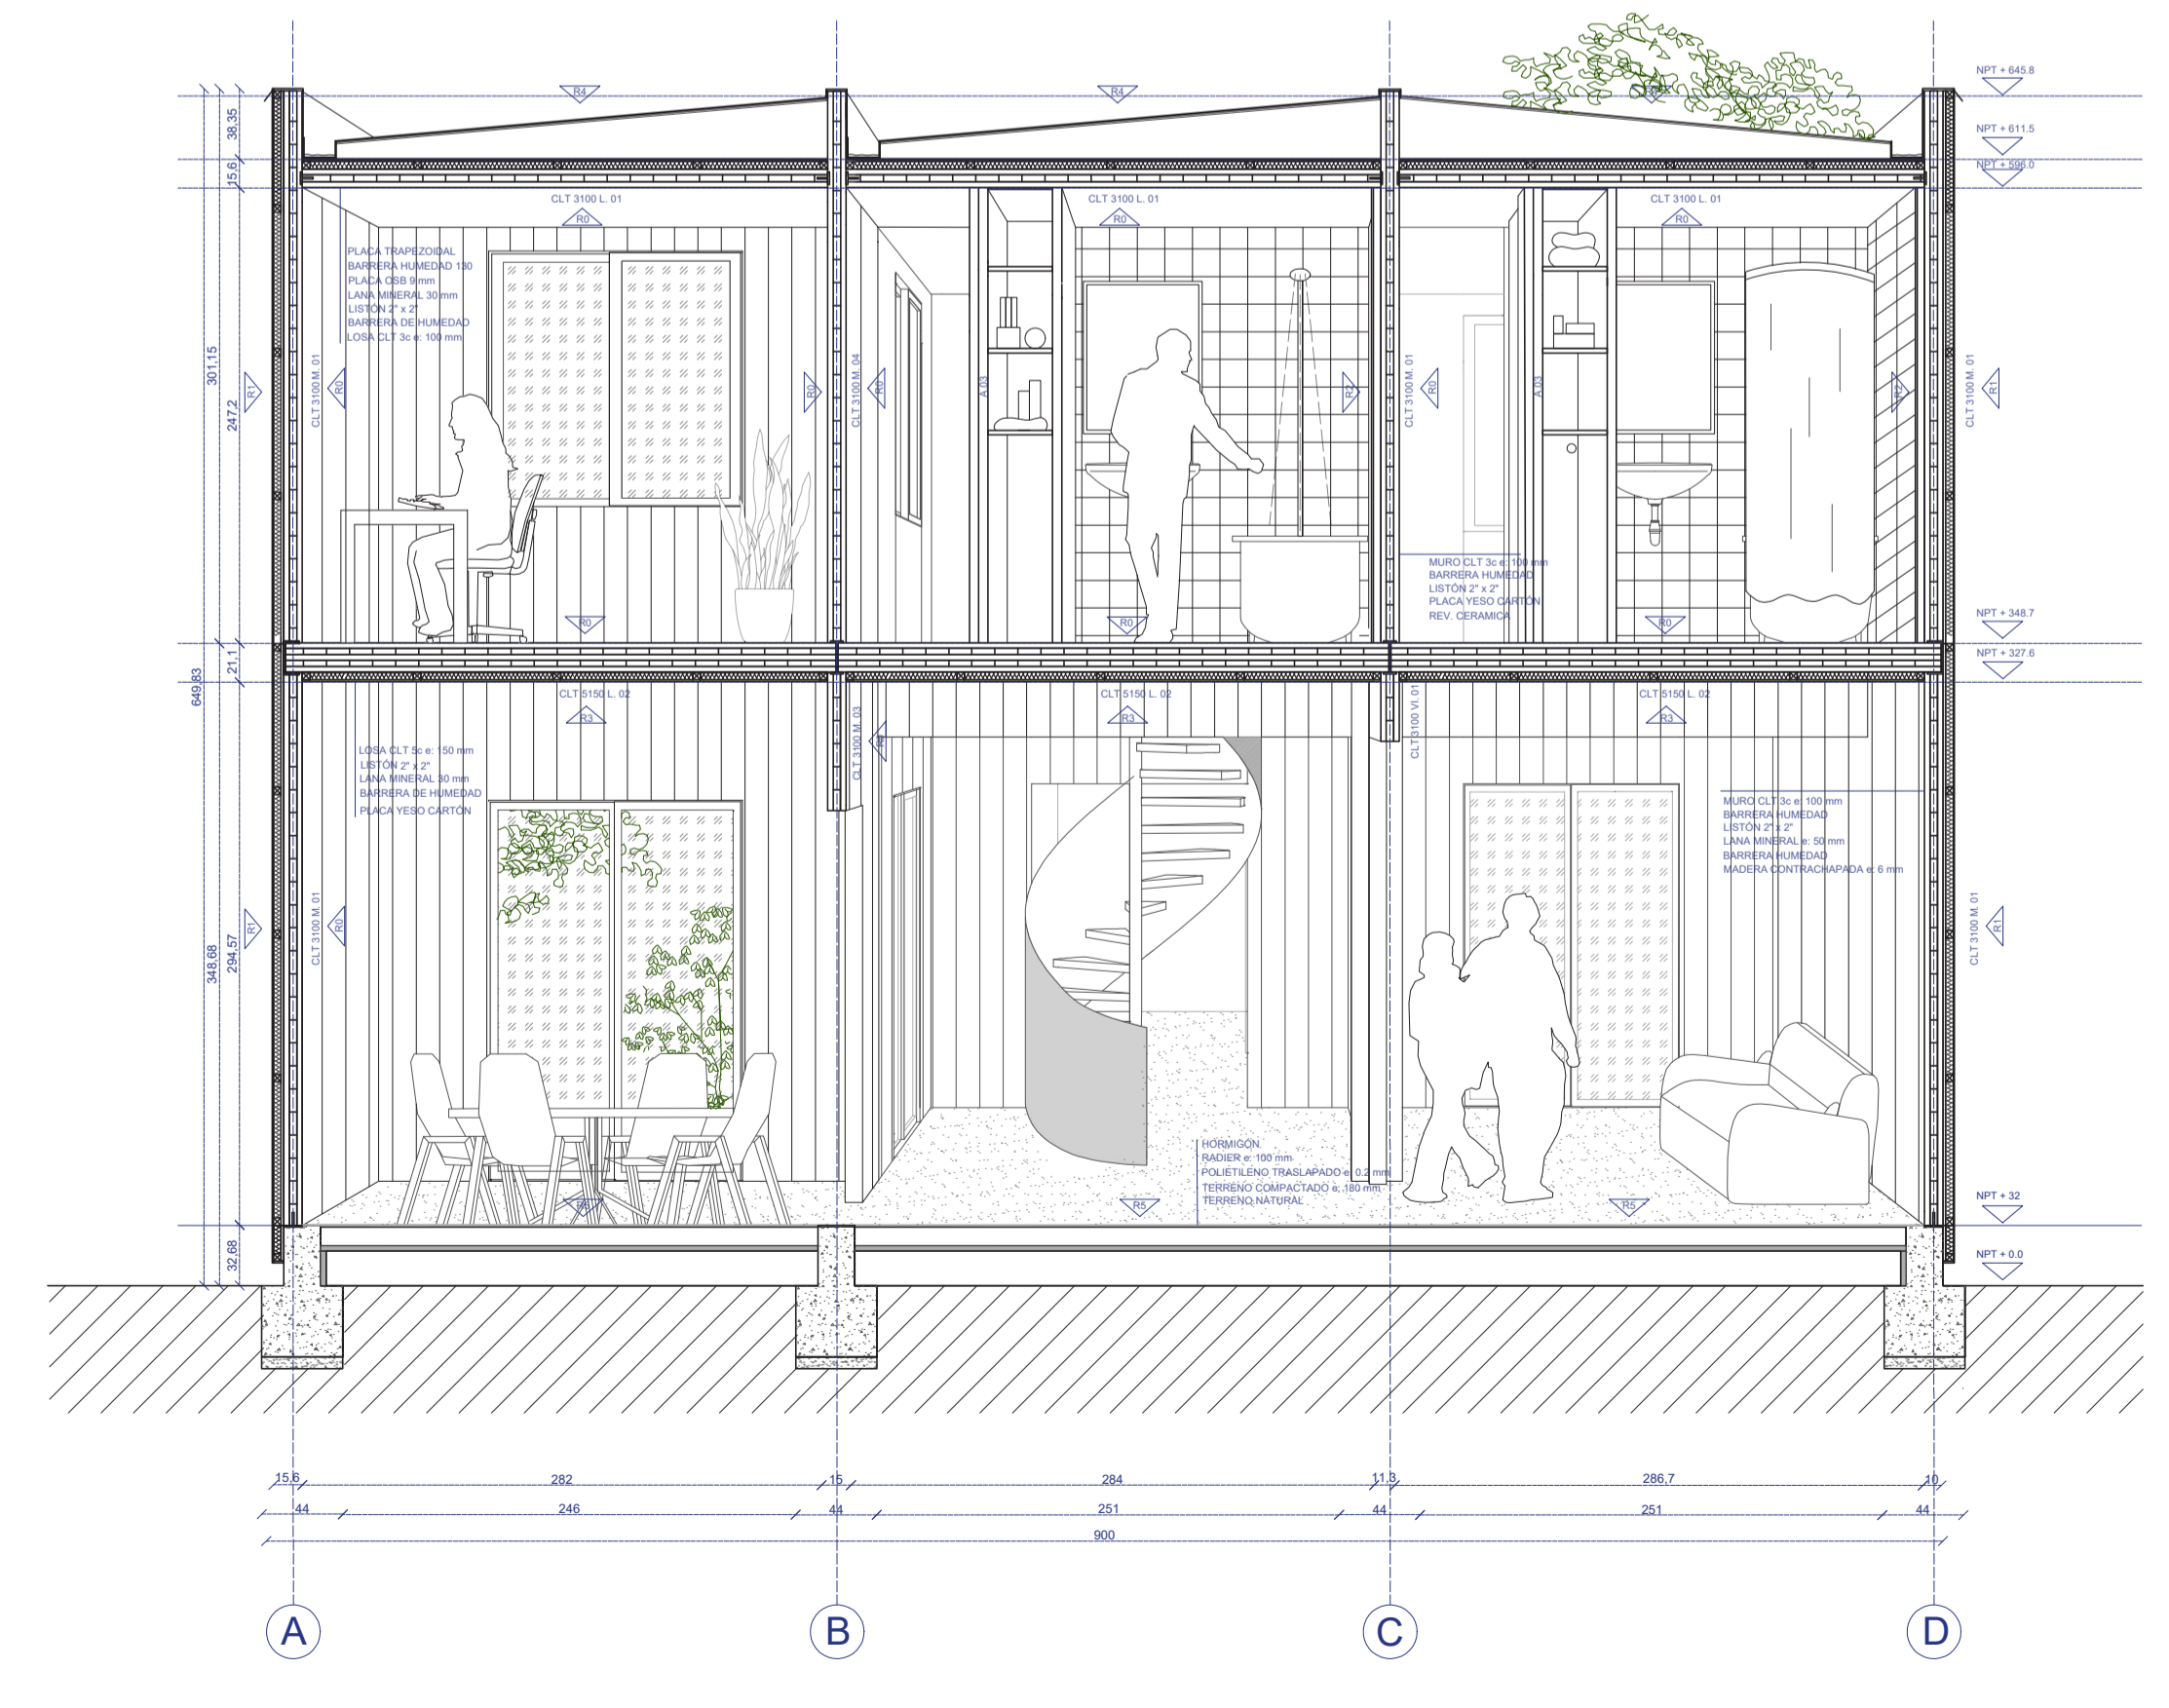 NPT + 645.8
R4
R4
38,35
NPT + 611.5
15,6
NPT + 596.0
CLT 3100 L. 01
R0
CLT 3100 L. 01
R0
CLT 3100 L. 01
R0
PLACA TRAPEZOIDAL
BARRERA HUMEDAD 130
PLACA OSB 9 mm
LANA MINERAL 30 mm
LISTÓN 2" x 2"
BARRERA DE HUMEDAD
LOSA CLT 3c e: 100 mm
301,15
247,2
R1
CLT 3100 M. 01
R0
R0
CLT 3100 M. 04
R0
A 03
R2
CLT 3100 M. 01
R0
A 03
R2
CLT 3100 M. 01
R1
MURO CLT 3c e: 100 mm
BARRERA HUMEDAD
LISTÓN 2" x 2"
PLACA YESO CARTÓN
REV. CERAMICA
R0
R0
R0
NPT + 348.7
21,1
NPT + 327.6
649,83
CLT 5150 L. 02
R3
CLT 5150 L. 02
R3
CLT 5150 L. 02
R3
CLT 3100 M. 03
CLT 3100 VI. 01
LOSA CLT 5c e: 150 mm
LISTÓN 2" x 2"
LANA MINERAL 30 mm
BARRERA DE HUMEDAD
PLACA YESO CARTÓN
MURO CLT 3c e: 100 mm
BARRERA HUMEDAD
LISTÓN 2" x 2"
LANA MINERAL e: 50 mm
BARRERA HUMEDAD
MADERA CONTRACHAPADA e: 6 mm
348,68
294,57
R1
CLT 3100 M. 01
R0
CLT 3100 M. 01
R1
HORMIGÓN
RADIER e: 100 mm
POLIETILENO TRASLAPADO e: 0.2 mm
TERRENO COMPACTADO e: 180 mm
TERRENO NATURAL
R5
R5
NPT + 32
32,68
NPT + 0.0
15,6
282
15
284
11,3
286,7
10
44
246
44
251
44
251
44
900
A
B
C
D